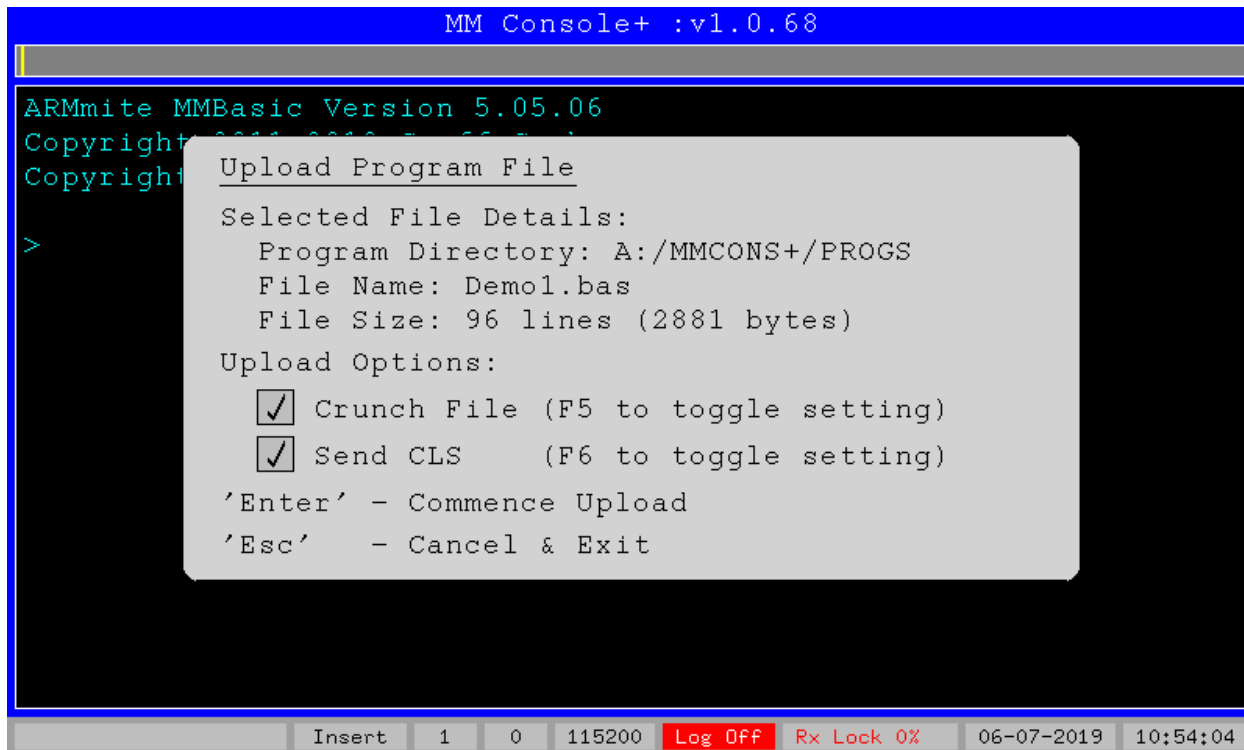 MM Console+ :v1.0.68
ARMmite MMBasic Version 5.05.06
Copyright
Copyright
>
Upload Program File
Selected File Details:
Program Directory: A:/MMCONS+/PROGS
File Name: Demo1.bas
File Size: 96 lines (2881 bytes)
Upload Options:
✓ Crunch File (F5 to toggle setting)
✓ Send CLS (F6 to toggle setting)
'Enter' - Commence Upload
'Esc' - Cancel & Exit
Insert 1 0 115200 Log Off Rx Lock 0% 06-07-2019 10:54:04